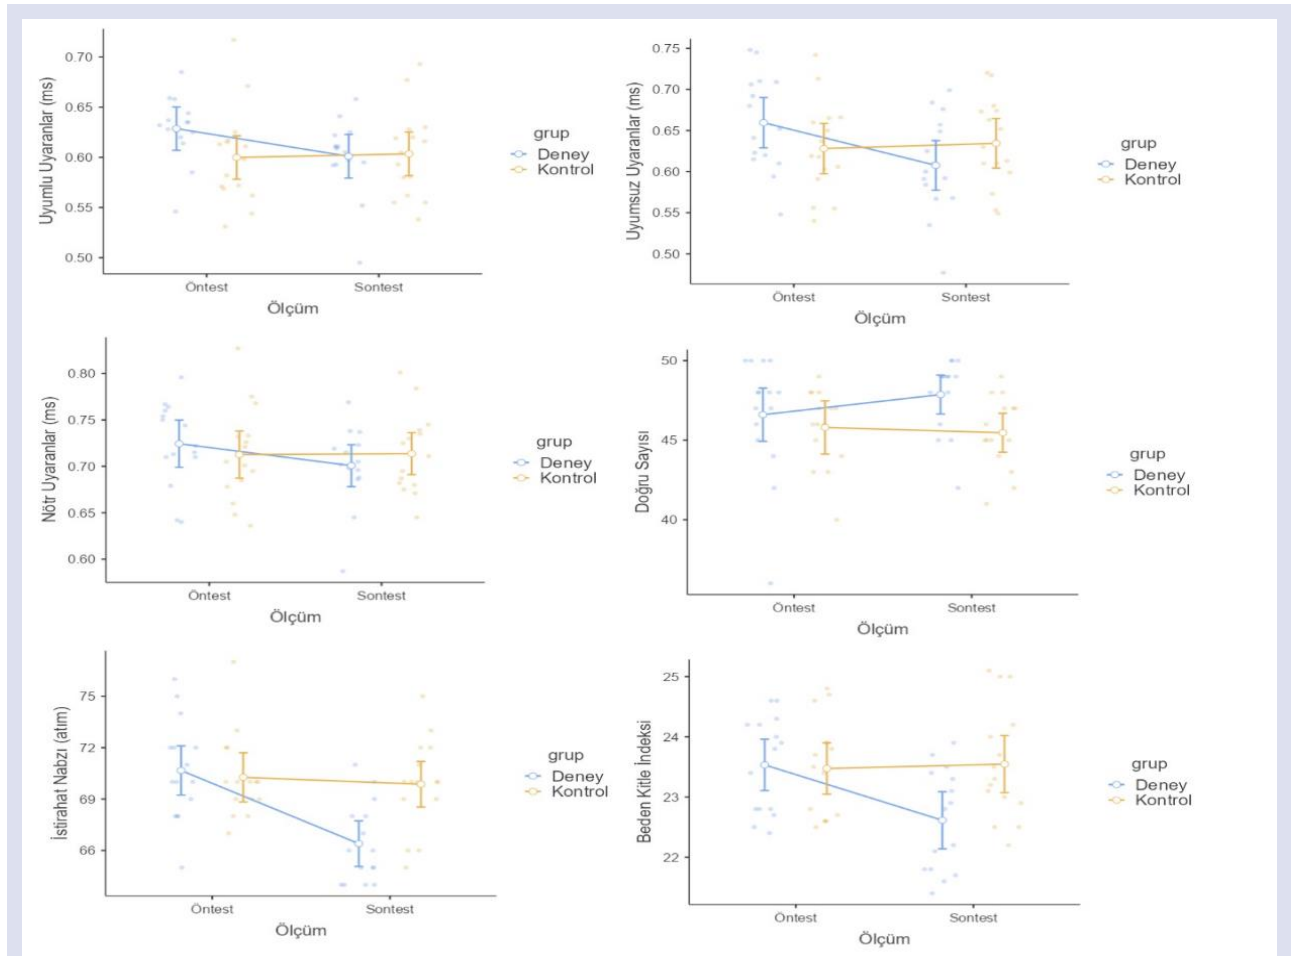 0.70
0.65
0.60
0.55
0.50
Uyumlu Uyaranlar (ms)
Öntest
Sontest
Ölçüm
grup
Deney
Kontrol
0.75
0.70
0.65
0.60
0.55
0.50
Uyumsuz Uyaranlar (ms)
Öntest
Sontest
Ölçüm
grup
Deney
Kontrol
0.80
0.75
0.70
0.65
0.60
Nötr Uyaranlar (ms)
Öntest
Sontest
Ölçüm
grup
Deney
Kontrol
50
45
40
Doğru Sayısı
Öntest
Sontest
Ölçüm
grup
Deney
Kontrol
75
72
69
66
İstirahat Nabzı (atım)
Öntest
Sontest
Ölçüm
grup
Deney
Kontrol
25
24
23
22
Beden Kitle İndeksi
Öntest
Sontest
Ölçüm
grup
Deney
Kontrol